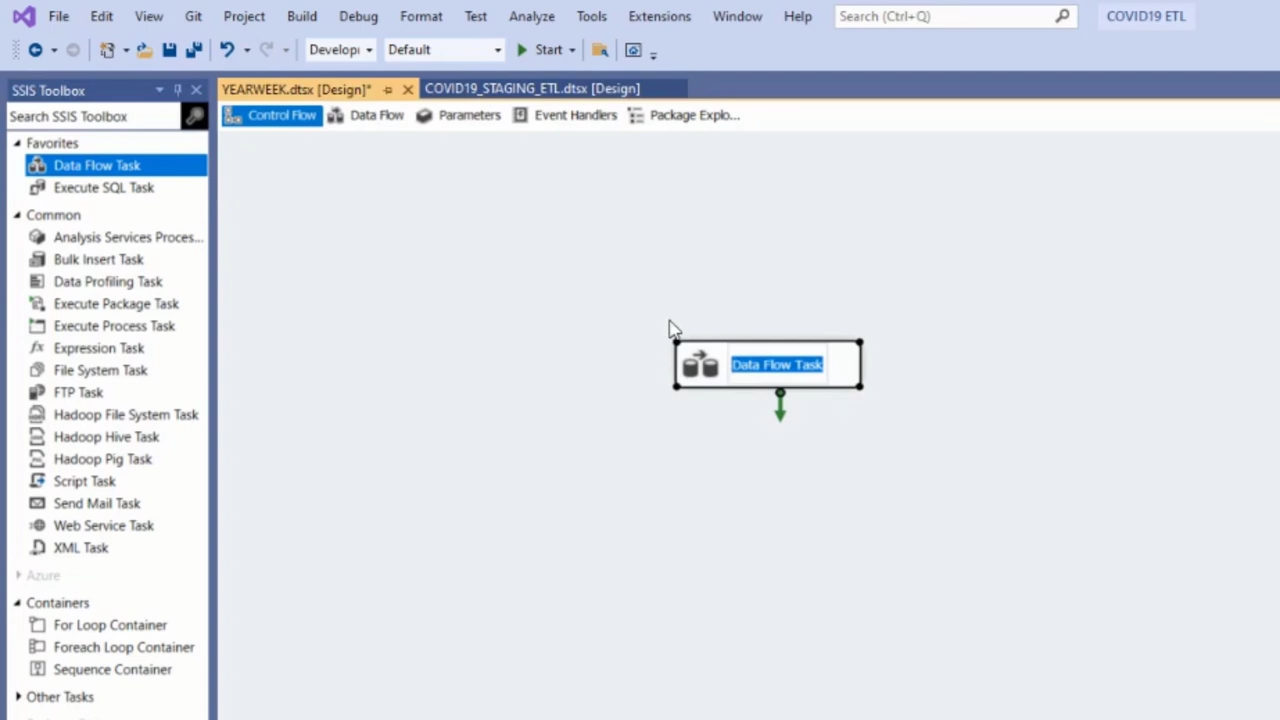 File Edit View Git Project Build Debug Format Test Analyze Tools Extensions Window Help Search (Ctrl+Q) COVID19 ETL
Develop Default Start
SSIS Toolbox
YEARWEEK.dtsx [Design]* COVID19_STAGING_ETL.dtsx [Design]
Search SSIS Toolbox
Control Flow Data Flow Parameters Event Handlers Package Explo...
Favorites
Data Flow Task
Execute SQL Task
Common
Analysis Services Proces...
Bulk Insert Task
Data Profiling Task
Execute Package Task
Execute Process Task
Expression Task
File System Task
FTP Task
Hadoop File System Task
Hadoop Hive Task
Hadoop Pig Task
Script Task
Send Mail Task
Web Service Task
XML Task
Azure
Containers
For Loop Container
Foreach Loop Container
Sequence Container
Other Tasks
Data Flow Task